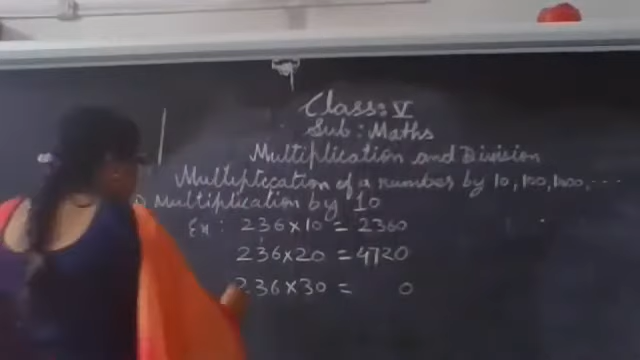 Class: V
Sub: Maths
Multiplication and Division
Multiplication of a number by 10, 100, 1000, ...
Multiplication by 10
Ex: 236 × 10 = 2360
236 × 20 = 4720
236 × 30 = 0